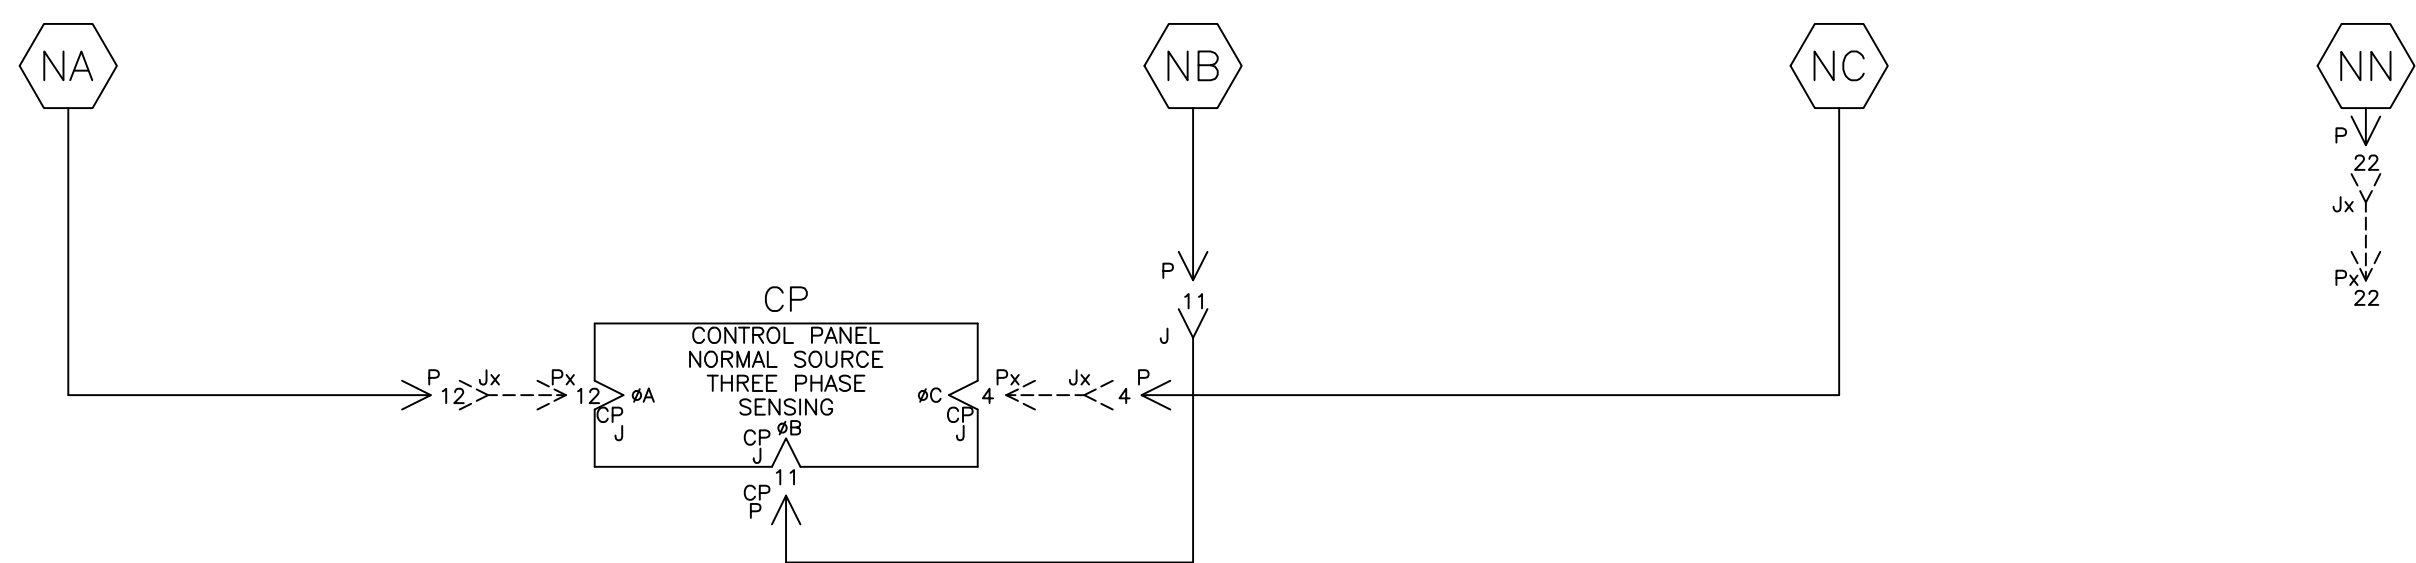 NA
NB
NC
NN
P
22
Jx
Px
22
P
11
J
CP
CONTROL PANEL
NORMAL SOURCE
THREE PHASE
SENSING
P
12
Jx
Px
12
øA
CP
J
øC
4
Px
Jx
4
P
CP
J
øB
CP
J
11
CP
P